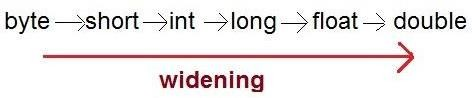 byte →short→int →long→float→ double
widening